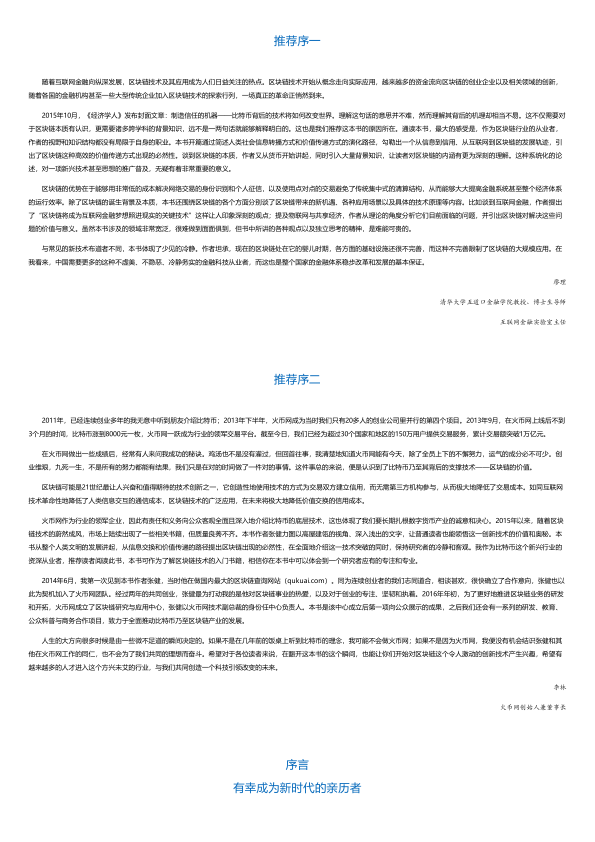 推荐序一
随着互联网金融向纵深发展，区块链技术及其应用成为人们日益关注的热点。区块链技术开始从概念走向实际应用，越来越多的资金流向区块链的创业企业以及相关领域的创新，
随着各国的金融机构甚至一些大型传统企业加入区块链技术的探索行列，一场真正的革命正悄然到来。
2015年10月，《经济学人》发布封面文章：制造信任的机器——比特币背后的技术将如何改变世界。理解这句话的意思并不难，然而理解其背后的机理却相当不易。这不仅需要对
于区块链本质有认识，更需要诸多跨学科的背景知识，远不是一两句话就能够解释明白的。这也是我们推荐这本书的原因所在。通读本书，最大的感受是，作为区块链行业的从业者，
作者的视野和知识结构都没有局限于自身的职业。本书开篇通过简述人类社会信息转播方式和价值传递方式的演化路径，勾勒出一个从信息到信用，从互联网到区块链的发展轨迹，引
出了区块链这种高效的价值传递方式出现的必然性。谈到区块链的本质，作者又从货币开始讲起，同时引入大量背景知识，让读者对区块链的内涵有更为深刻的理解。这种系统化的论
述，对一项新兴技术甚至思想的推广普及，无疑有着非常重要的意义。
区块链的优势在于能够用非常低的成本解决网络交易的身份识别和个人征信，以及使用点对点的交易避免了传统集中式的清算结构，从而能够大大提高金融系统甚至整个经济体系
的运行效率。除了区块链的诞生背景及本质，本书还围绕区块链的各个方面分别谈了区块链带来的新机遇，各种应用场景以及具体的技术原理等内容。比如谈到互联网金融，作者提出
了“区块链将成为互联网金融梦想照进现实的关键技术”这样让人印象深刻的观点；提及物联网与共享经济，作者从理论的角度分析它们目前面临的问题，并引出区块链对解决这些问
题的价值与意义。虽然本书涉及的领域非常宽泛，很难做到面面俱到，但书中所讲的各种观点以及独立思考的精神，是难能可贵的。
与常见的新技术布道者不同，本书体现了少见的冷静。作者坦承，现在的区块链处在它的婴儿时期，各方面的基础设施还很不完善，而这种不完善限制了区块链的大规模应用。在
我看来，中国需要更多的这种不虚美、不隐恶、冷静务实的金融科技从业者，而这也是整个国家的金融体系稳步改革和发展的基本保证。
廖理
清华大学五道口金融学院教授、博士生导师
互联网金融实验室主任
推荐序二
2011年，已经连续创业多年的我无意中听到朋友介绍比特币；2013年下半年，火币网成为当时我们只有20多人的创业公司里并行的第四个项目。2013年9月，在火币网上线后不到
3个月的时间，比特币涨到8000元一枚，火币网一跃成为行业的领军交易平台。截至今日，我们已经为超过30个国家和地区的150万用户提供交易服务，累计交易额突破1万亿元。
在火币网做出一些成绩后，经常有人来问我成功的秘诀。鸡汤也不是没有灌过，但回首往事，我清楚地知道火币网能有今天，除了全员上下的不懈努力，运气的成分必不可少。创
业惟艰，九死一生，不是所有的努力都能有结果，我们只是在对的时间做了一件对的事情。这件事总的来说，便是认识到了比特币乃至其背后的支撑技术——区块链的价值。
区块链可能是21世纪最让人兴奋和值得期待的技术创新之一，它创造性地使用技术的方式为交易双方建立信用，而无需第三方机构参与，从而极大地降低了交易成本。如同互联网
技术革命性地降低了人类信息交互的通信成本，区块链技术的广泛应用，在未来将极大地降低价值交换的信用成本。
火币网作为行业的领军企业，因此有责任和义务向公众客观全面且深入地介绍比特币的底层技术，这也体现了我们要长期扎根数字货币产业的诚意和决心。2015年以来，随着区块
链技术的蔚然成风，市场上陆续出现了一些相关书籍，但质量良莠不齐。本书作者张健力图以高屋建瓴的视角、深入浅出的文字，让普通读者也能领悟这一创新技术的价值和奥秘。本
书从整个人类文明的发展讲起，从信息交换和价值传递的路径提出区块链出现的必然性，在全面地介绍这一技术突破的同时，保持研究者的冷静和客观。我作为比特币这个新兴行业的
资深从业者，推荐读者阅读此书，本书可作为了解区块链技术的入门书籍，相信你在本书中可以体会到一个研究者应有的专注和专业。
2014年6月，我第一次见到本书作者张健，当时他在做国内最大的区块链查询网站（qukuai.com）。同为连续创业者的我们志同道合，相谈甚欢，很快确立了合作意向，张健也以
此为契机加入了火币网团队。经过两年的共同创业，张健最为打动我的是他对区块链事业的热爱，以及对于创业的专注、坚韧和执着。2016年年初，为了更好地推进区块链业务的研发
和开拓，火币网成立了区块链研究与应用中心，张健以火币网技术副总裁的身份任中心负责人。本书是该中心成立后第一项向公众展示的成果，之后我们还会有一系列的研发、教育、
公众科普与商务合作项目，致力于全面推动比特币乃至区块链产业的发展。
人生的大方向很多时候是由一些微不足道的瞬间决定的。如果不是在几年前的饭桌上听到比特币的理念，我可能不会做火币网；如果不是因为火币网，我便没有机会结识张健和其
他在火币网工作的同仁，也不会为了我们共同的理想而奋斗。希望对于各位读者来说，在翻开这本书的这个瞬间，也能让你们开始对区块链这个令人激动的创新技术产生兴趣，希望有
越来越多的人才进入这个方兴未艾的行业，与我们共同创造一个科技引领改变的未来。
李林
火币网创始人兼董事长
序言
有幸成为新时代的亲历者